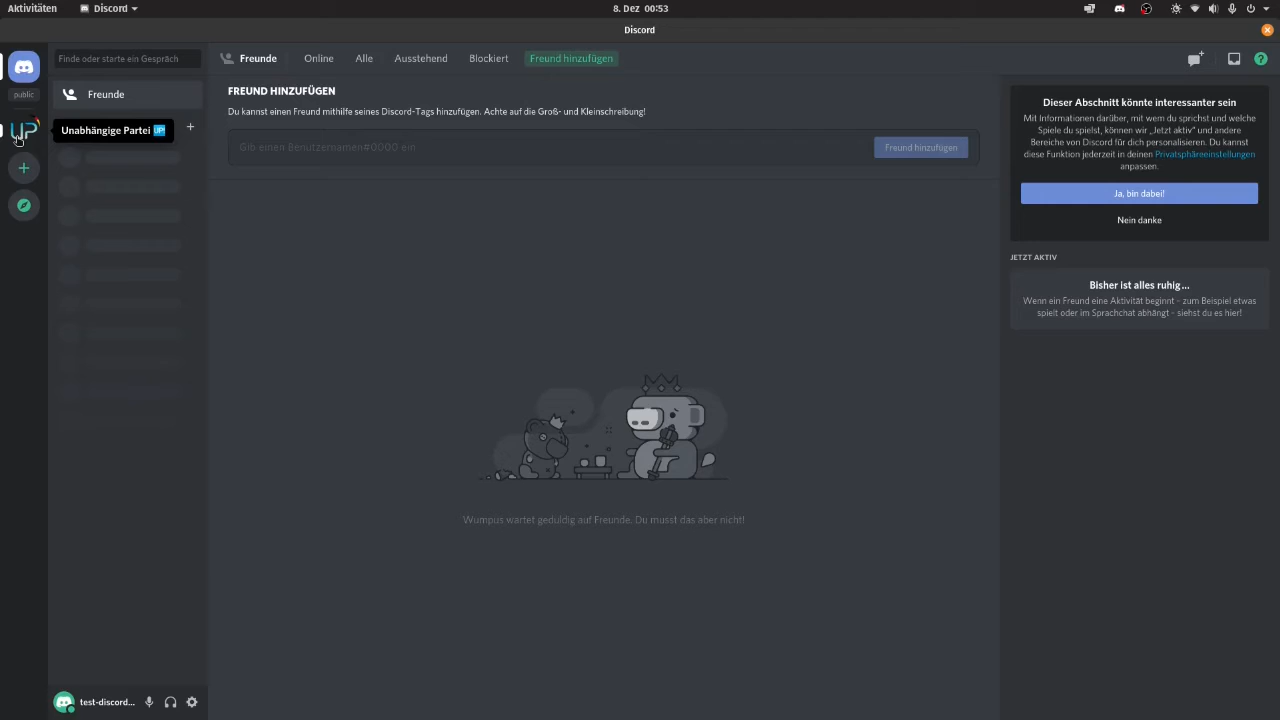 Aktivitäten
Discord
8. Dez 00:53
Discord
Finde oder starte ein Gespräch
Freunde
Online
Alle
Ausstehend
Blockiert
Freund hinzufügen
public
Freunde
UP
Unabhängige Partei UP!
FREUND HINZUFÜGEN
Du kannst einen Freund mithilfe seines Discord-Tags hinzufügen. Achte auf die Groß- und Kleinschreibung!
Gib einen Benutzernamen#0000 ein
Freund hinzufügen
Wumpus wartet geduldig auf Freunde. Du musst das aber nicht!
Dieser Abschnitt könnte interessanter sein
Mit Informationen darüber, mit wem du sprichst und welche
Spiele du spielst, können wir „Jetzt aktiv" und andere
Bereiche von Discord für dich personalisieren. Du kannst
diese Funktion jederzeit in deinen Privatsphäreeinstellungen
anpassen.
Ja, bin dabei!
Nein danke
JETZT AKTIV
Bisher ist alles ruhig...
Wenn ein Freund eine Aktivität beginnt – zum Beispiel etwas
spielt oder im Sprachchat abhängt – siehst du es hier!
test-discord...